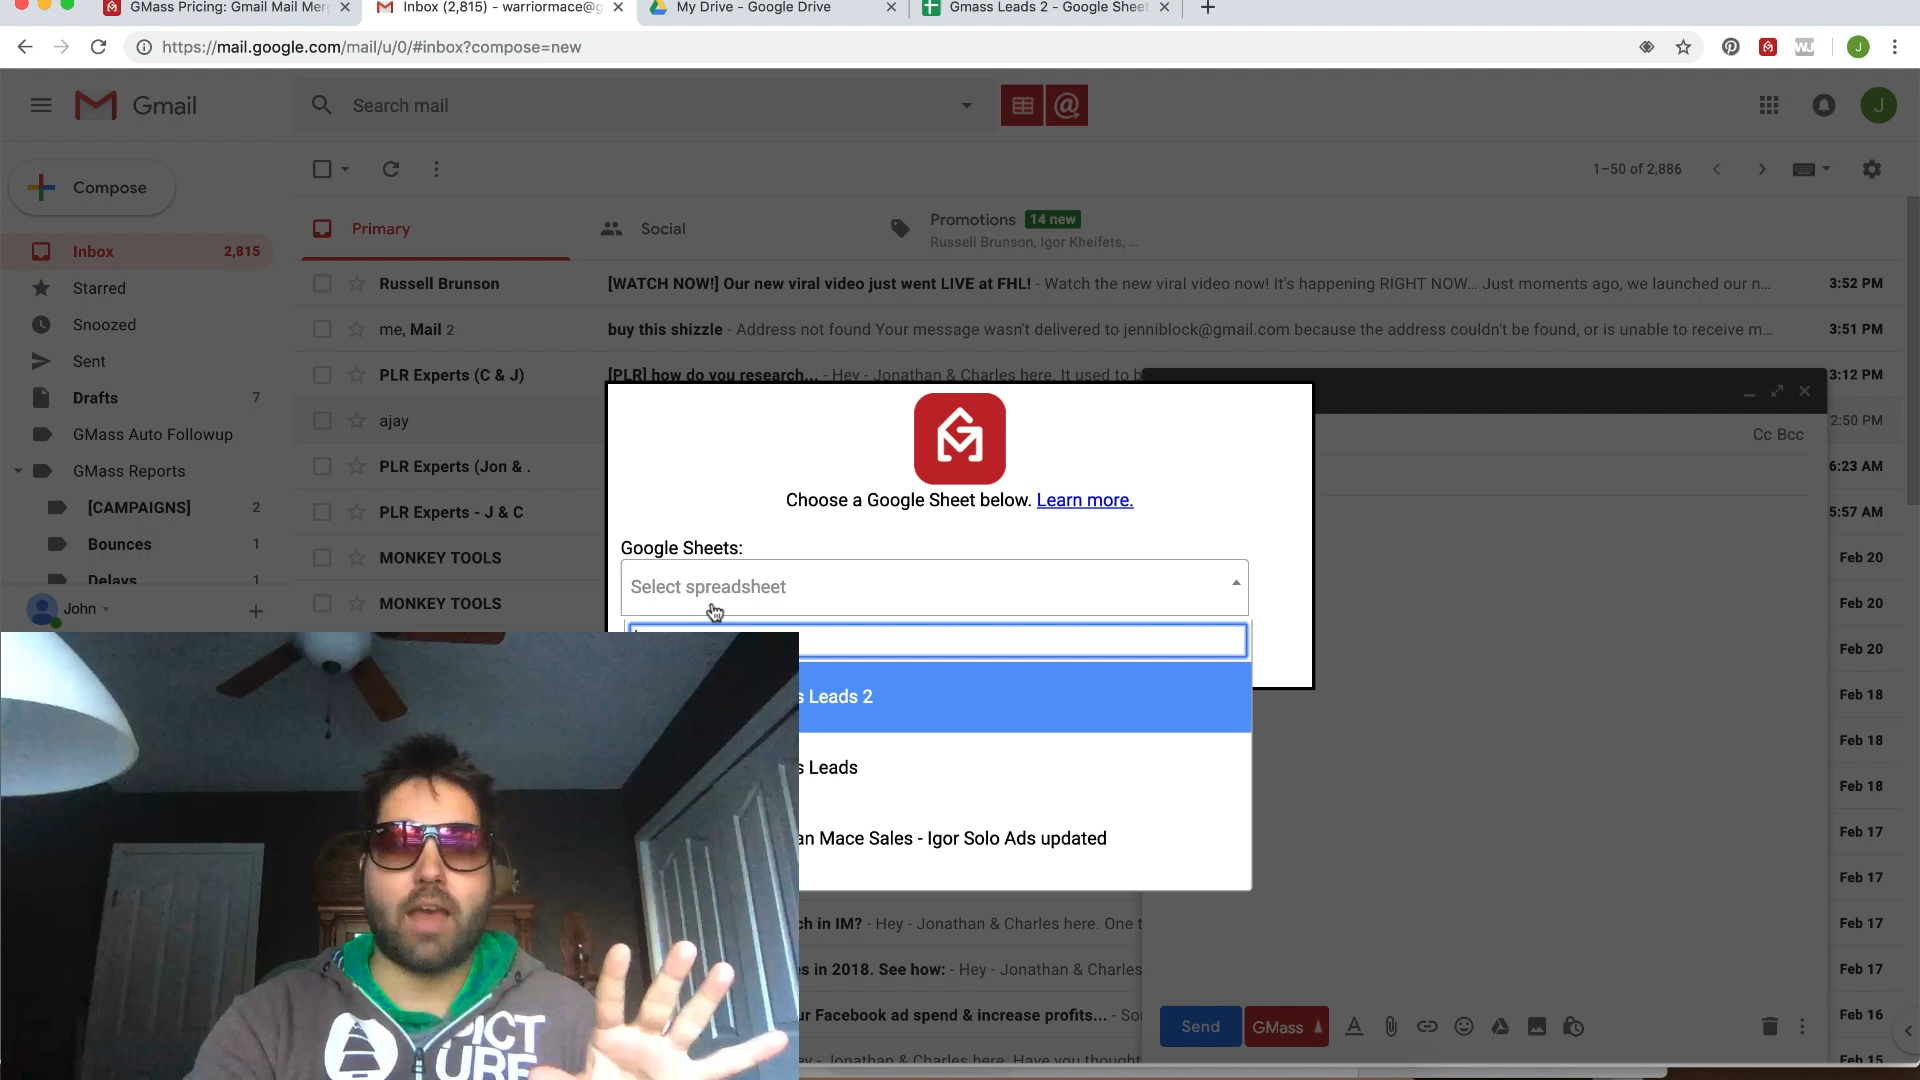 GMass Pricing: Gmail Mail Mer
Inbox (2,815) - warriormace@g
My Drive - Google Drive
Gmass Leads 2 - Google Sheet
https://mail.google.com/mail/u/0/#inbox?compose=new
J
Gmail
Search mail
J
Compose
1–50 of 2,886
Primary
Social
Promotions 14 new
Russell Brunson, Igor Kheifets, ...
Inbox 2,815
Starred
Snoozed
Sent
Drafts 7
GMass Auto Followup
GMass Reports
[CAMPAIGNS] 2
Bounces 1
Delays 1
John
Russell Brunson [WATCH NOW!] Our new viral video just went LIVE at FHL! - Watch the new viral video now! It's happening RIGHT NOW... Just moments ago, we launched our n... 3:52 PM
me, Mail 2 buy this shizzle - Address not found Your message wasn't delivered to jenniblock@gmail.com because the address couldn't be found, or is unable to receive m... 3:51 PM
PLR Experts (C & J) [PLR] how do you research... - Hey - Jonathan & Charles here. It used to b 3:12 PM
ajay 2:50 PM
PLR Experts (Jon & . 6:23 AM
PLR Experts - J & C 5:57 AM
MONKEY TOOLS Feb 20
MONKEY TOOLS Feb 20
Feb 20
Feb 18
Feb 18
Feb 18
Feb 17
Feb 17
ch in IM? - Hey - Jonathan & Charles here. One t Feb 17
es in 2018. See how: - Hey - Jonathan & Charles Feb 17
ur Facebook ad spend & increase profits... - So Feb 16
Jonathan & Charles here. Have you thought Feb 15
Choose a Google Sheet below. Learn more.
Google Sheets:
Select spreadsheet
s Leads 2
s Leads
an Mace Sales - Igor Solo Ads updated
Cc Bcc
Send
GMass
PICT
URE